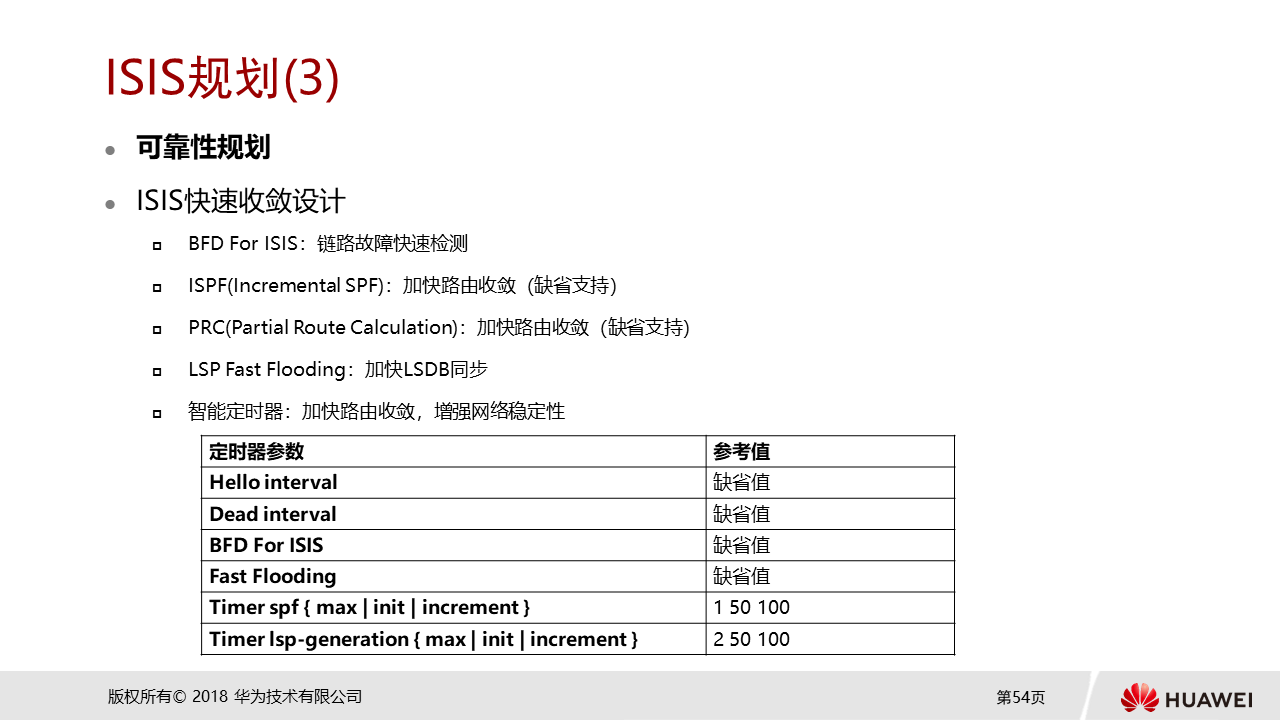 ISIS规划(3)
可靠性规划
ISIS快速收敛设计
BFD For ISIS：链路故障快速检测
ISPF(Incremental SPF)：加快路由收敛（缺省支持）
PRC(Partial Route Calculation)：加快路由收敛（缺省支持)
LSP Fast Flooding：加快LSDB同步
智能定时器：加快路由收敛，增强网络稳定性
定时器参数 参考值
Hello interval 缺省值
Dead interval 缺省值
BFD For ISIS 缺省值
Fast Flooding 缺省值
Timer spf { max | init | increment } 1 50 100
Timer lsp-generation { max | init | increment } 2 50 100
版权所有© 2018 华为技术有限公司 第54页 HUAWEI